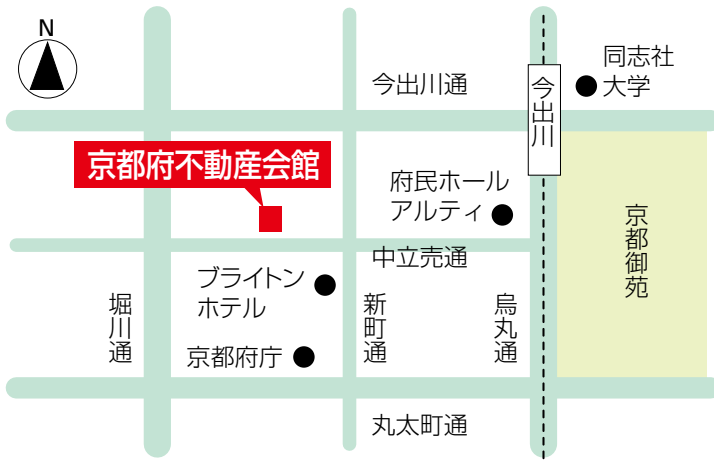 N
今出川通
今出川
同志社
大学
京都府不動産会館
府民ホール
アルティ
京都御苑
中立売通
ブライトン
ホテル
堀川通
新町通
烏丸通
京都府庁
丸太町通